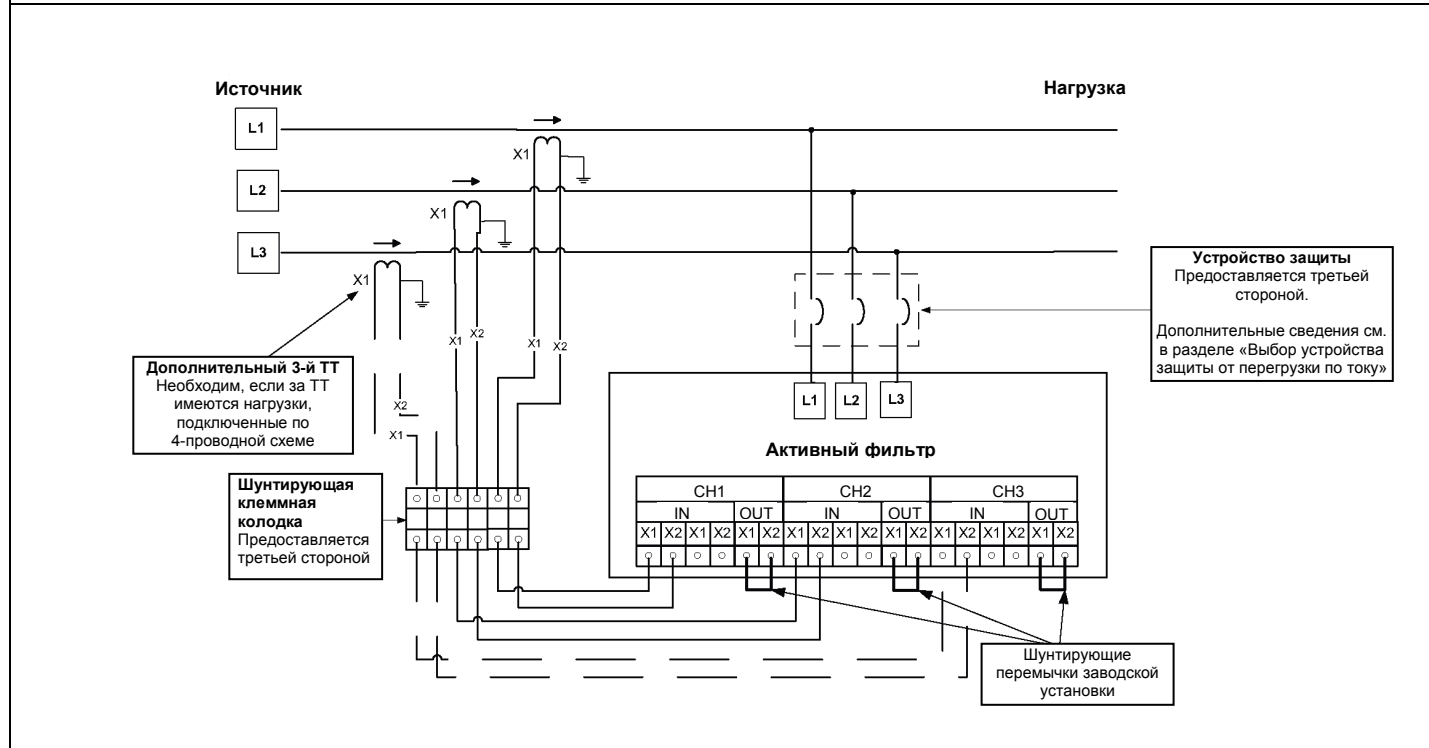 Источник
Нагрузка
L1
X1
L2
X1
L3
X1
Устройство защиты
Предоставляется третьей
стороной.
Дополнительные сведения см.
в разделе «Выбор устройства
защиты от перегрузки по току»
X1
X2
X1
X2
Дополнительный 3-й ТТ
Необходим, если за ТТ
имеются нагрузки,
подключенные по
4-проводной схеме
X2
X1
L1
L2
L3
Активный фильтр
Шунтирующая
клеммная
колодка
Предоставляется
третьей стороной
CH1 CH2 CH3
IN OUT IN OUT IN OUT
X1 X2 X1 X2 X1 X2 X1 X2 X1 X2 X1 X2 X1 X2 X1 X2 X1 X2
Шунтирующие
перемычки заводской
установки